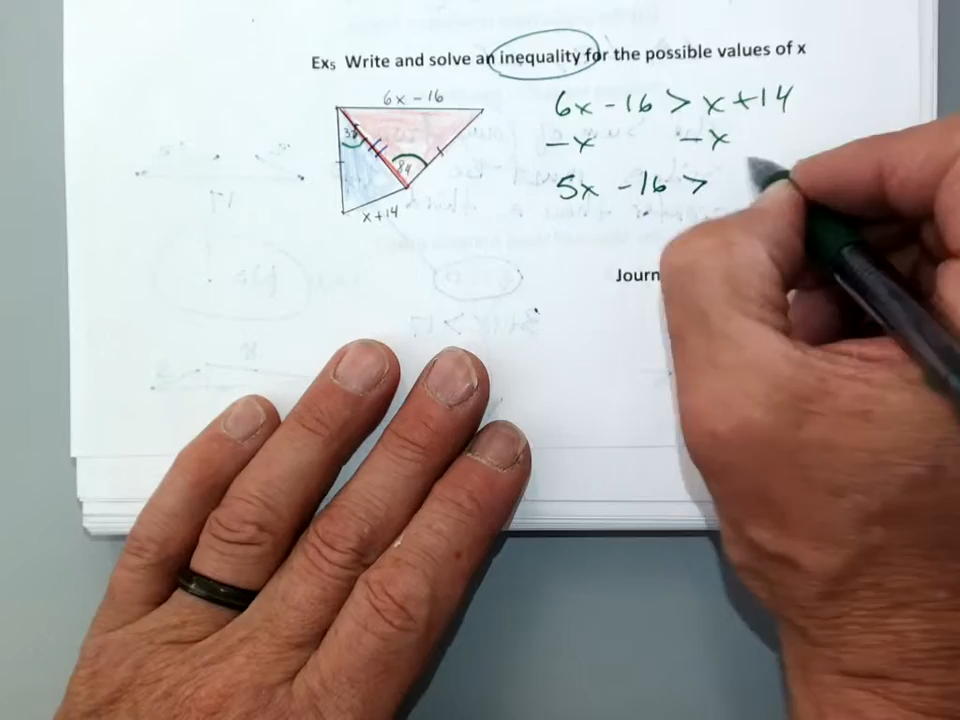 Ex5 Write and solve an inequality for the possible values of x
6x - 16
84
x + 14
6x - 16 > x + 14
- x - x
5x - 16 >
Journ